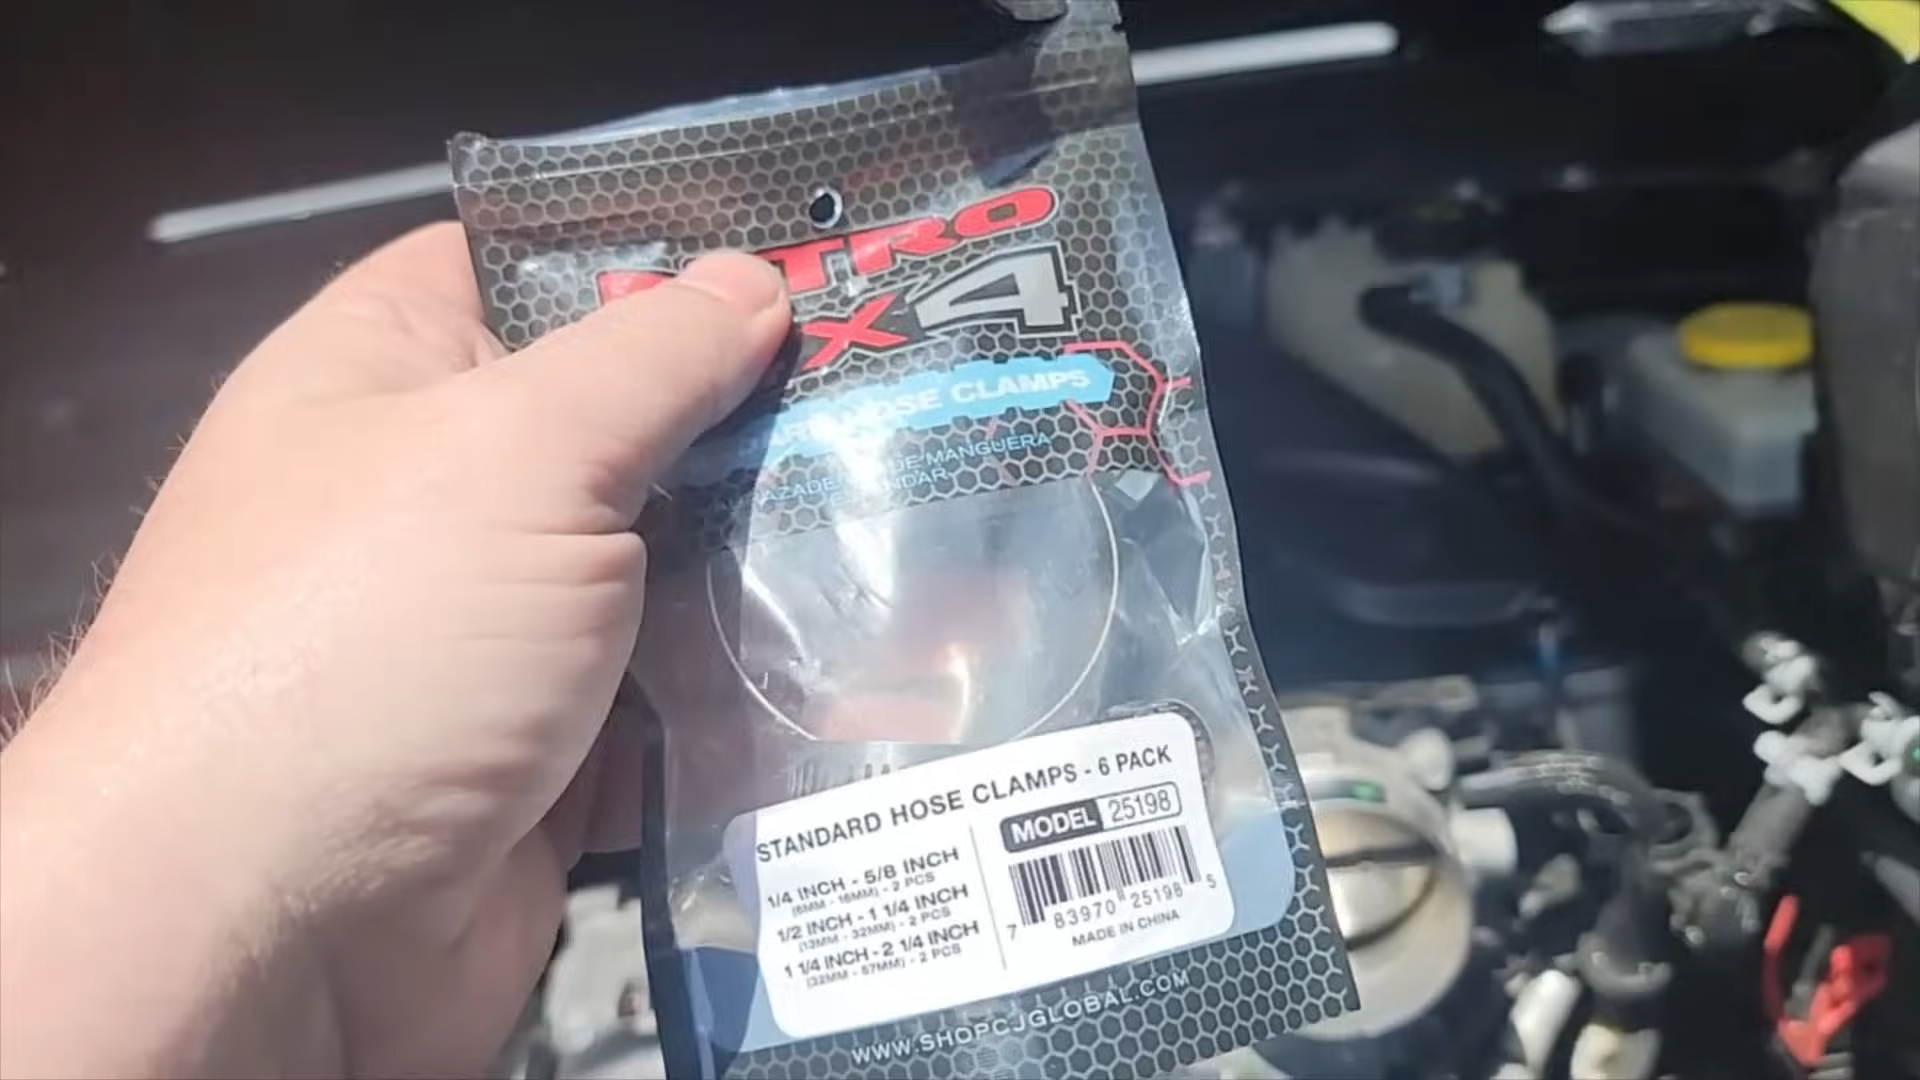 TRO
X4
HOSE CLAMPS
DE MANGUERA
STANDARD HOSE CLAMPS - 6 PACK
1/4 INCH - 5/8 INCH
(6MM - 16MM) - 2 PCS
1/2 INCH - 1 1/4 INCH
(13MM - 32MM) - 2 PCS
1 1/4 INCH - 2 1/4 INCH
(32MM - 57MM) - 2 PCS
MODEL 25198
7 83970 25198 5
MADE IN CHINA
WWW.SHOPCJGLOBAL.COM